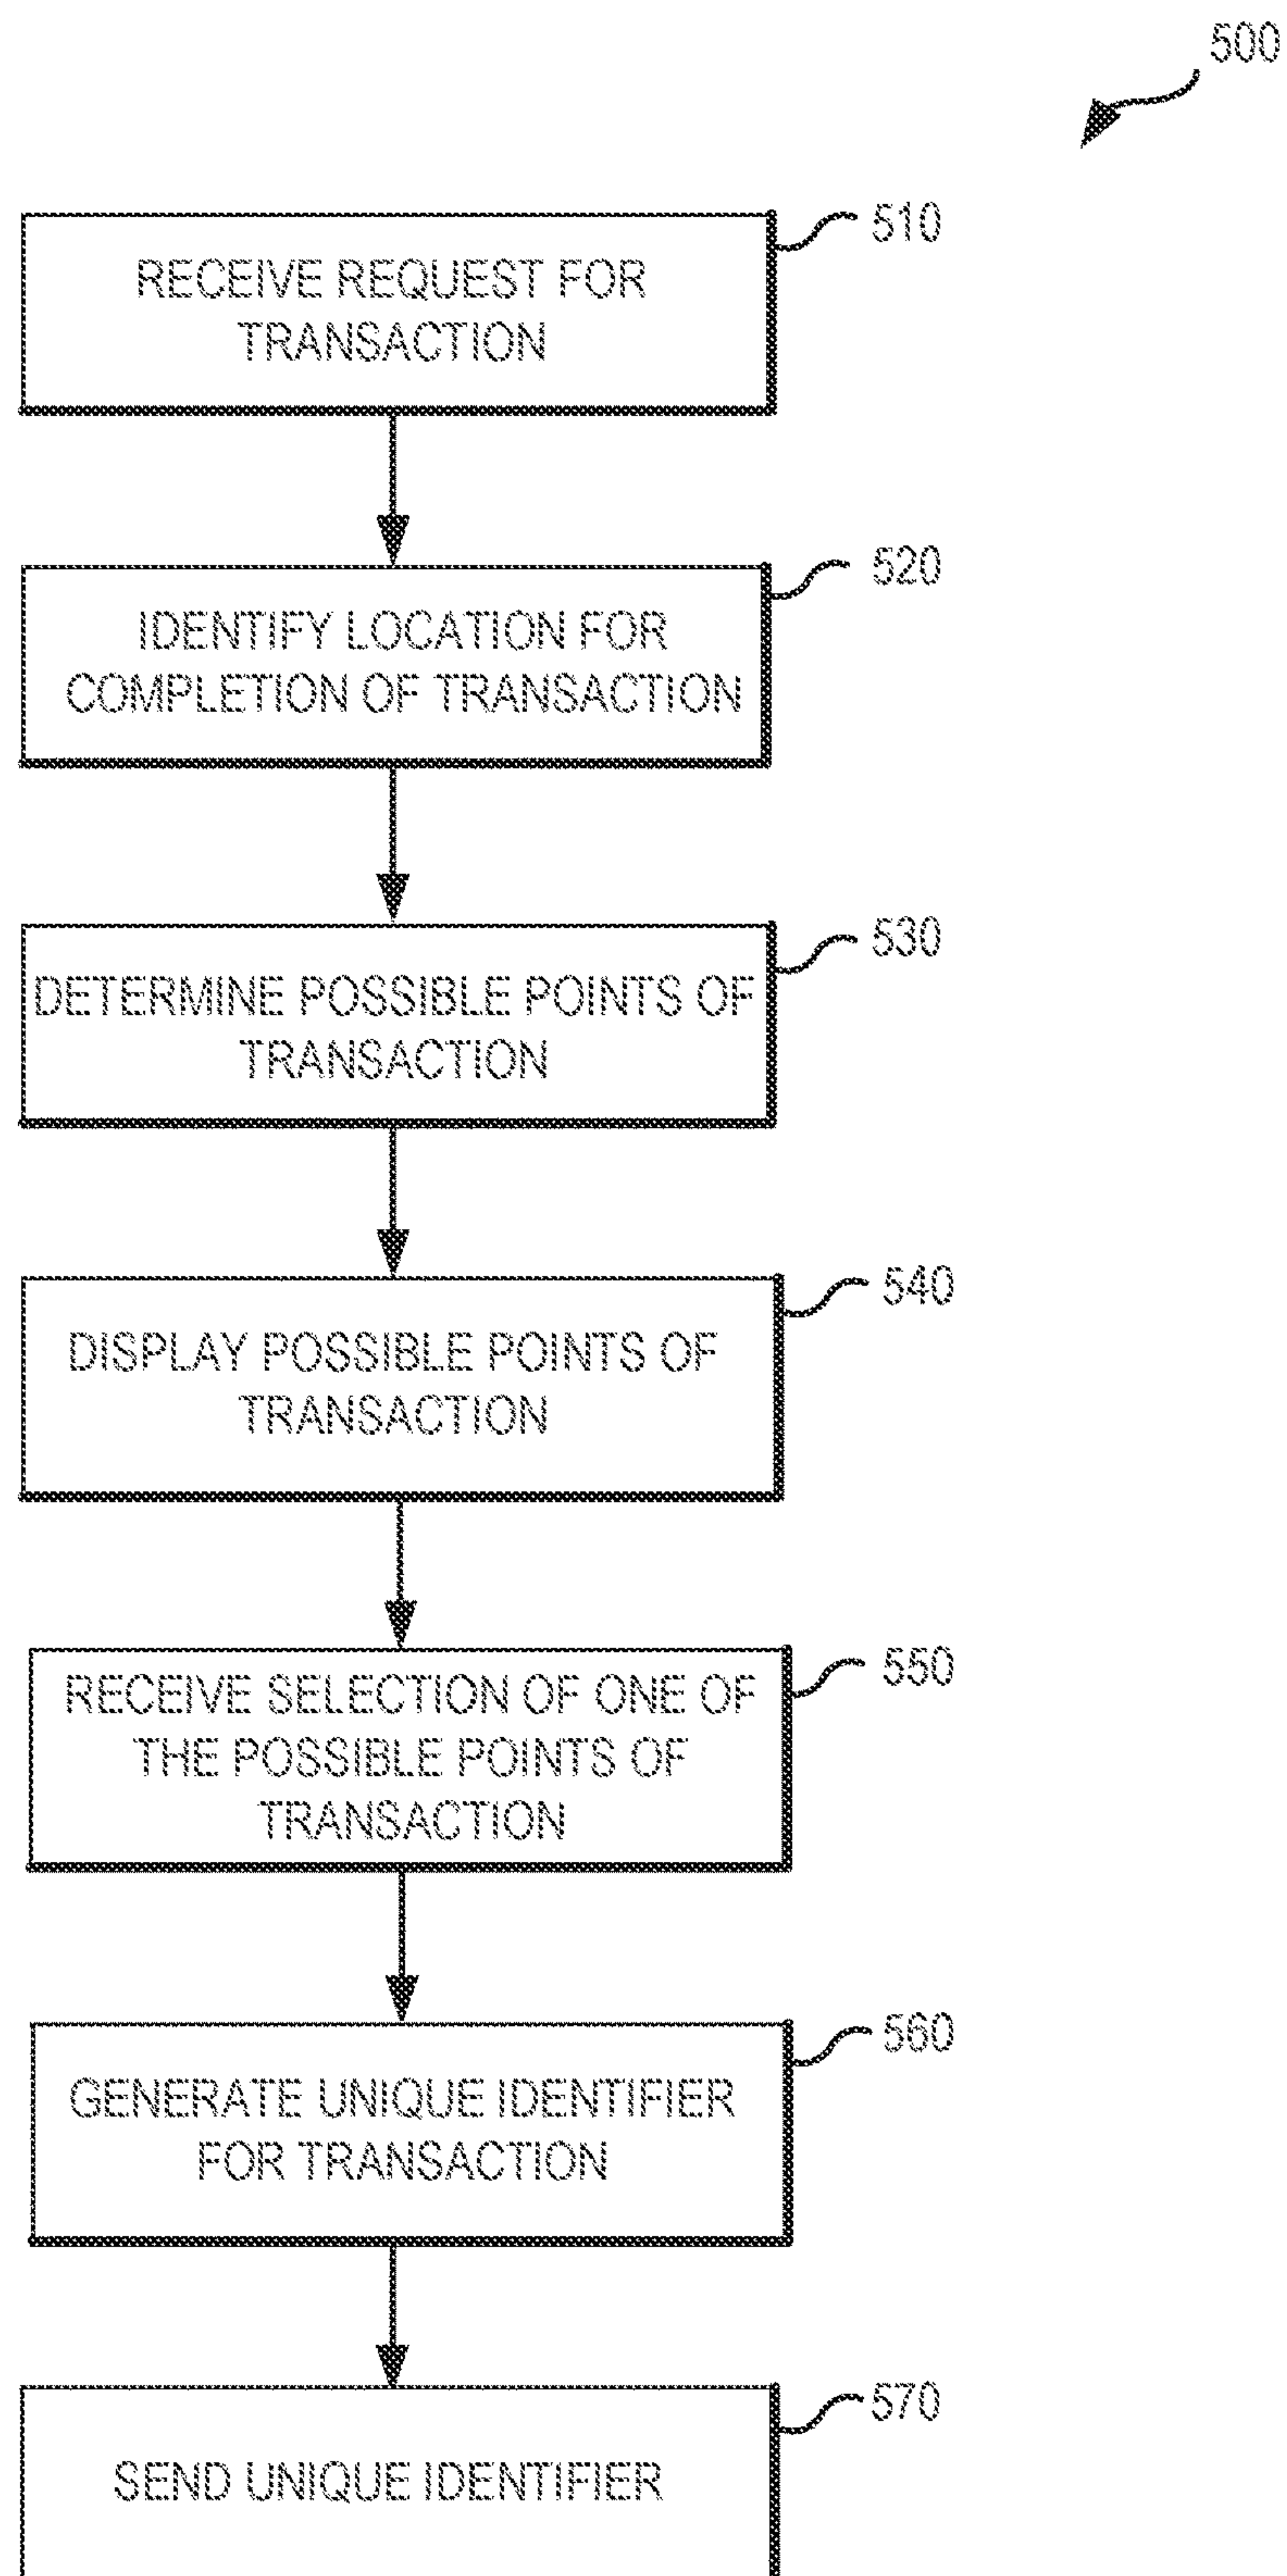 500
510
RECEIVE REQUEST FOR
TRANSACTION
520
IDENTIFY LOCATION FOR
COMPLETION OF TRANSACTION
530
DETERMINE POSSIBLE POINTS OF
TRANSACTION
540
DISPLAY POSSIBLE POINTS OF
TRANSACTION
550
RECEIVE SELECTION OF ONE OF
THE POSSIBLE POINTS OF
TRANSACTION
560
GENERATE UNIQUE IDENTIFIER
FOR TRANSACTION
570
SEND UNIQUE IDENTIFIER